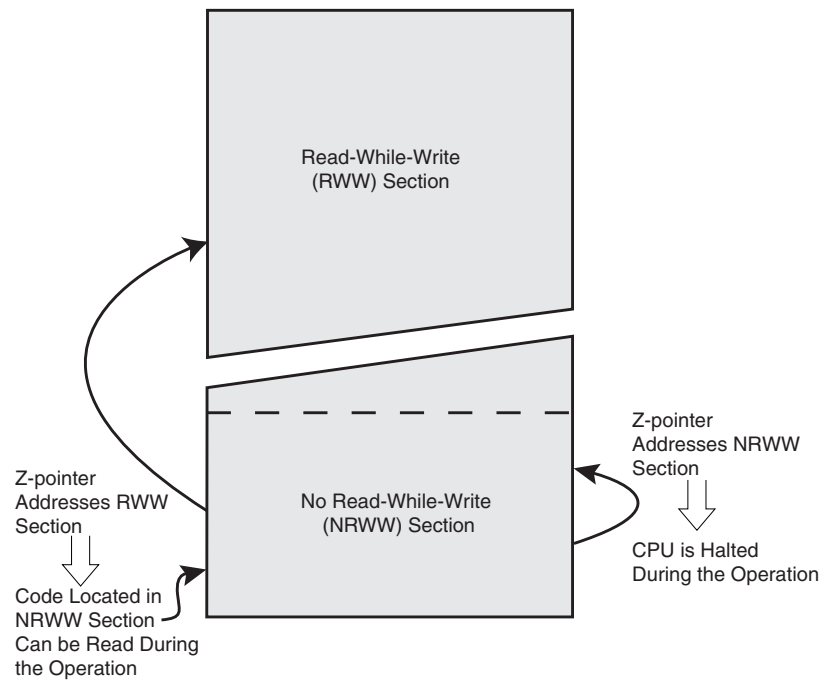 Read-While-Write
(RWW) Section
Z-pointer
Addresses NRWW
Section
CPU is Halted
During the Operation
No Read-While-Write
(NRWW) Section
Z-pointer
Addresses RWW
Section
Code Located in
NRWW Section
Can be Read During
the Operation